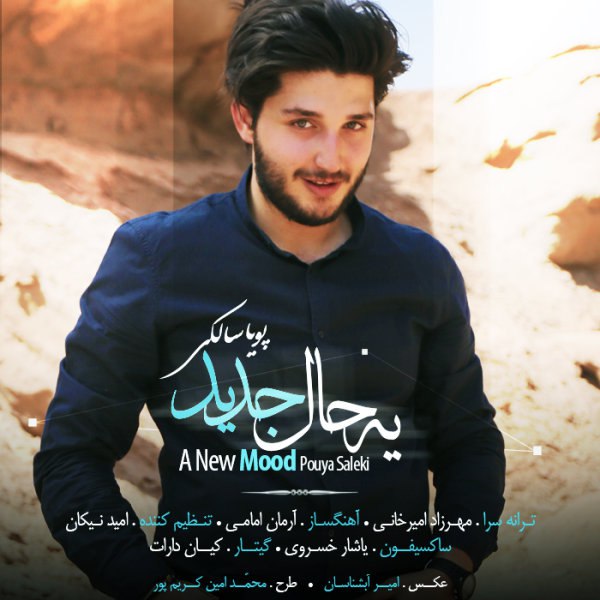 پویا سالکی
یه حال جدید
A New Mood Pouya Saleki
ترانه سرا . مهرزاد امیرخانی • آهنگساز . آرمان امامی • تنظیم کننده . امید نیکان
ساکسیفون . یاشار خسروی • گیتار . کیان دارات
عکس . امیر آبشناسان • طرح . محمّد امین کریم پور